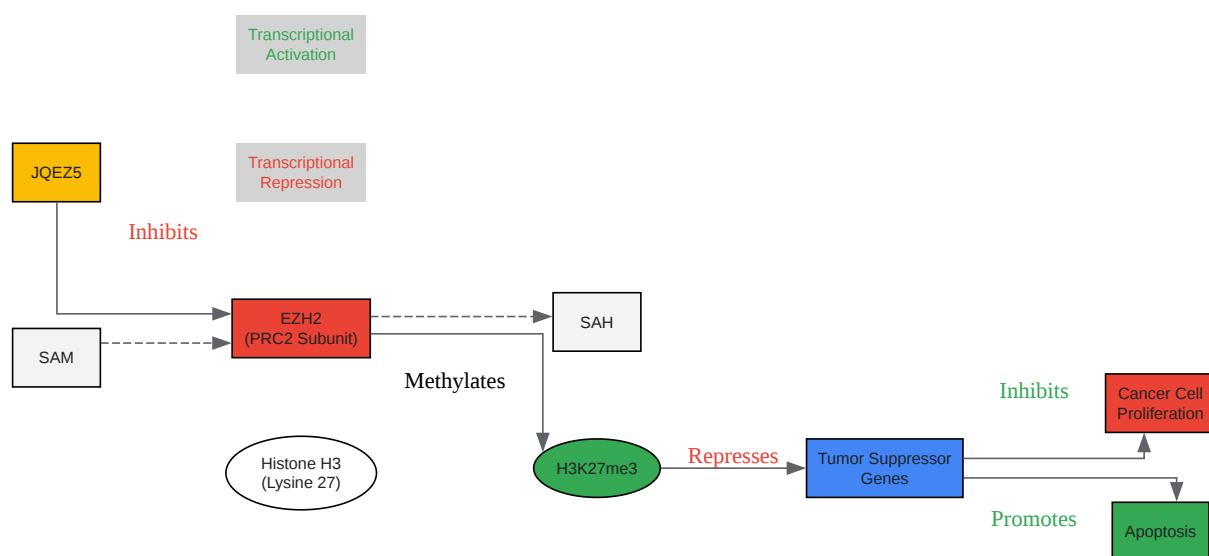 Transcriptional
Activation
JQEZ5
Transcriptional
Repression
Inhibits
EZH2
(PRC2 Subunit)
SAH
SAM
Methylates
Inhibits
Cancer Cell
Proliferation
Histone H3
(Lysine 27)
H3K27me3
Represses
Tumor Suppressor
Genes
Promotes
Apoptosis